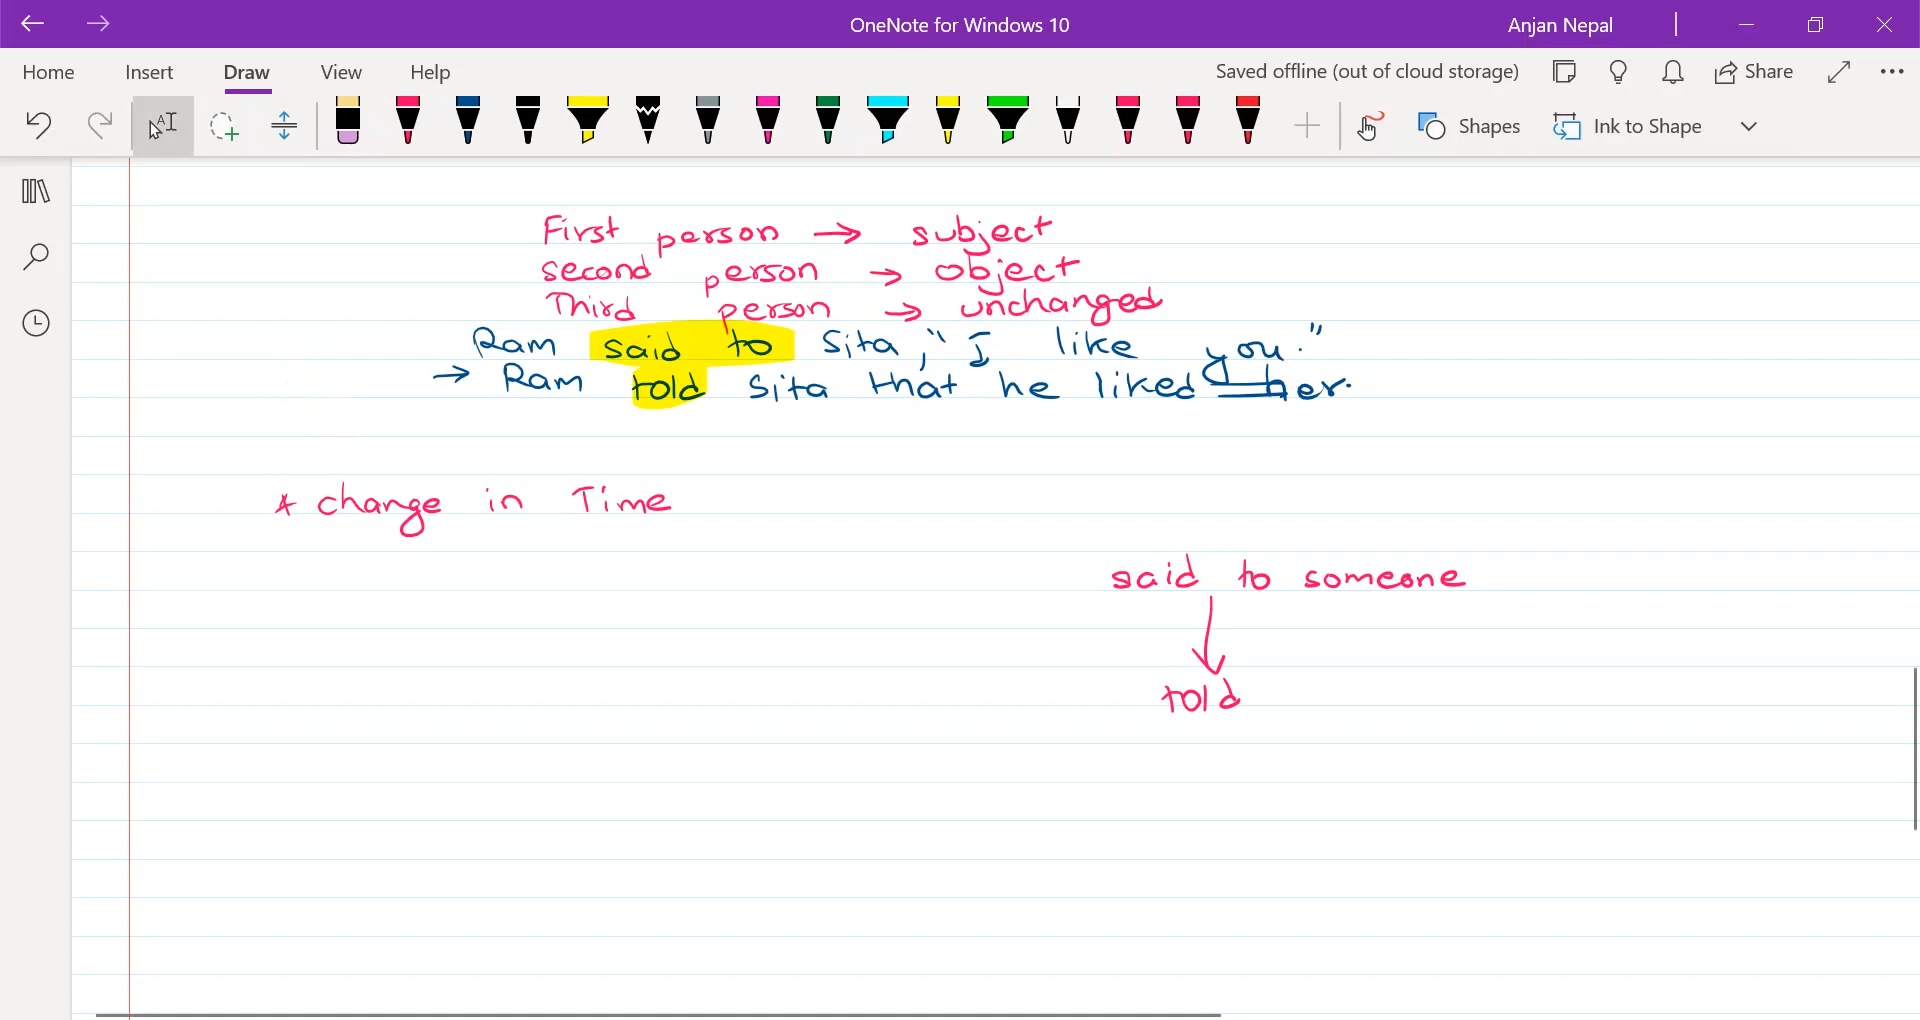 OneNote for Windows 10
Anjan Nepal
Home Insert Draw View Help
Saved offline (out of cloud storage)
Share
Shapes
Ink to Shape
First person → subject
second person → object
Third person → unchanged
Ram said to Sita, "I like you."
→ Ram told Sita that he liked her.
* change in Time
said to someone
told